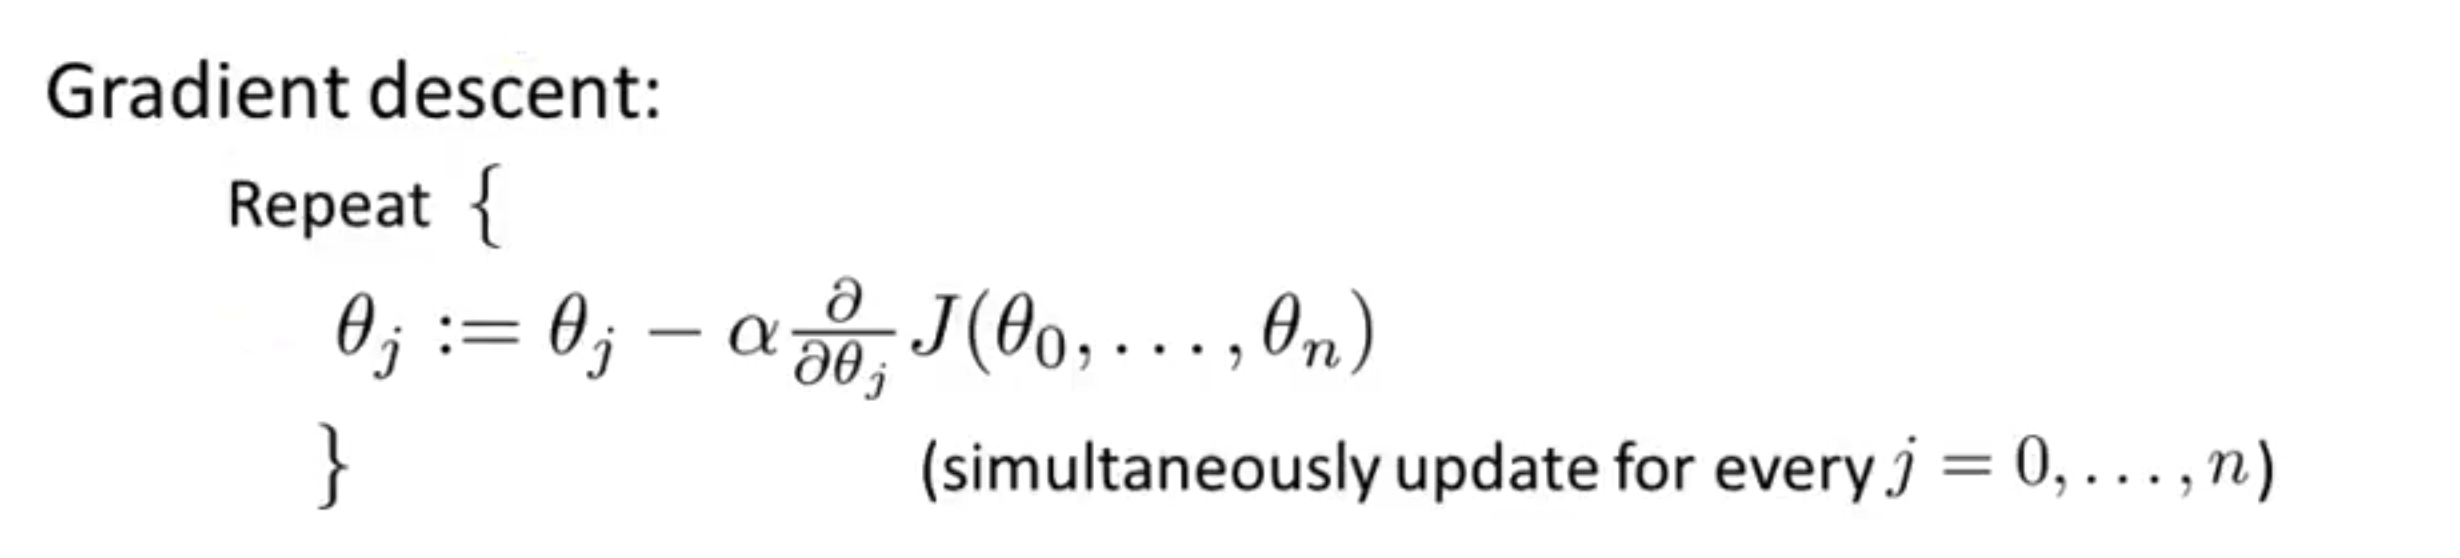 Gradient descent:
Repeat {
θ_j := θ_j − α ∂/∂θ_j J(θ_0, . . . , θ_n)
}
(simultaneously update for every j = 0, . . . , n)